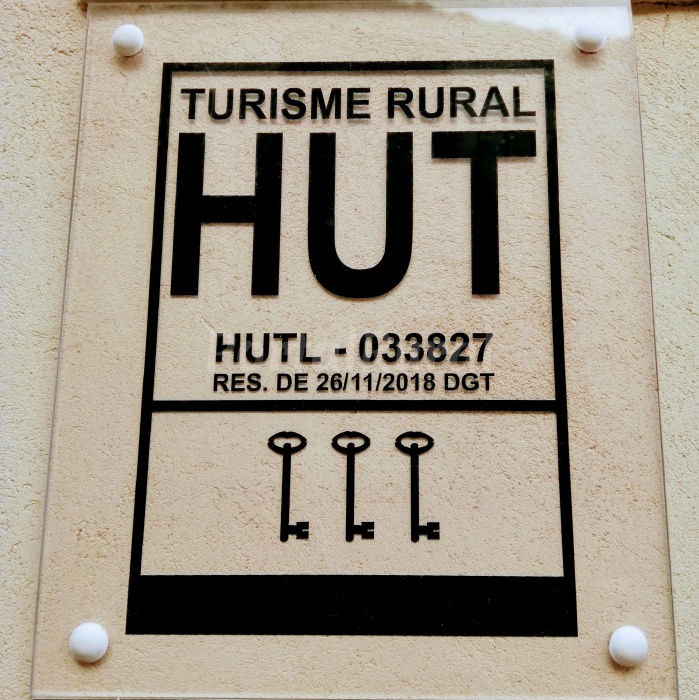 TURISME RURAL
HUT
HUTL - 033827
RES. DE 26/11/2018 DGT